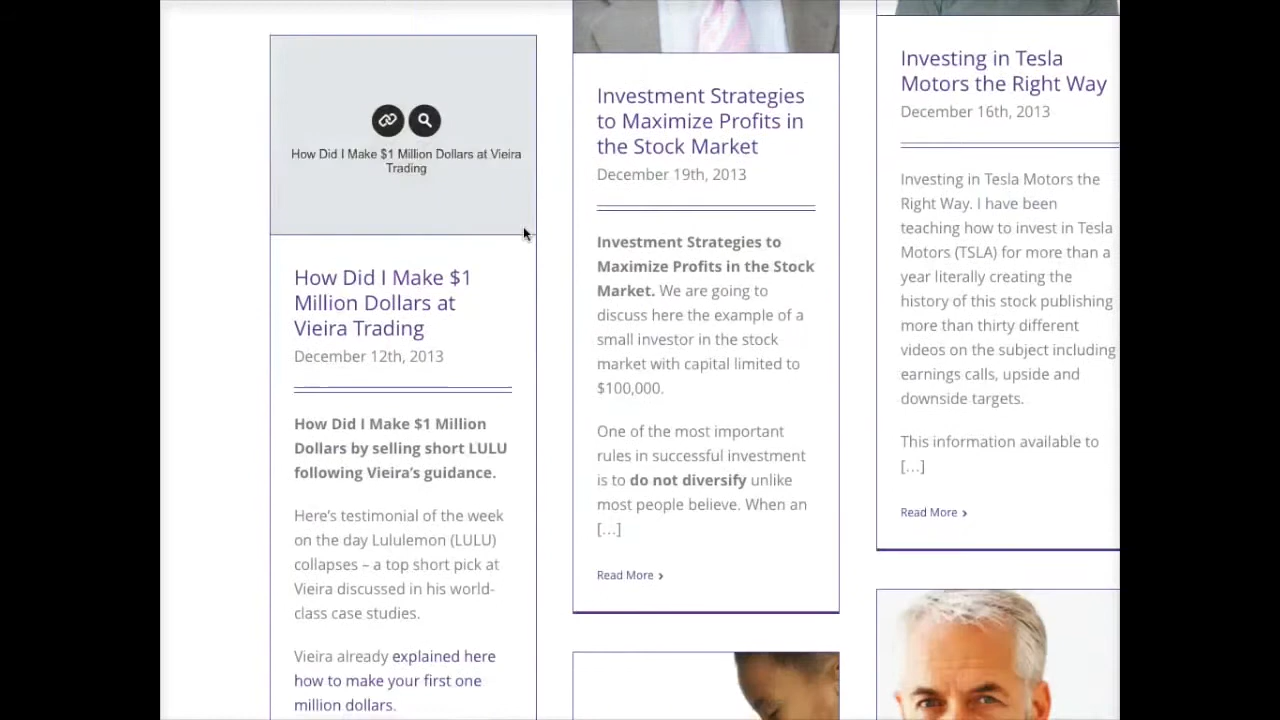 How Did I Make $1 Million Dollars at Vieira
Trading
How Did I Make $1
Million Dollars at
Vieira Trading
December 12th, 2013
How Did I Make $1 Million
Dollars by selling short LULU
following Vieira’s guidance.
Here’s testimonial of the week
on the day Lululemon (LULU)
collapses – a top short pick at
Vieira discussed in his world-
class case studies.
Vieira already explained here
how to make your first one
million dollars.
Investment Strategies
to Maximize Profits in
the Stock Market
December 19th, 2013
Investment Strategies to
Maximize Profits in the Stock
Market. We are going to
discuss here the example of a
small investor in the stock
market with capital limited to
$100,000.
One of the most important
rules in successful investment
is to do not diversify unlike
most people believe. When an
[...]
Read More ›
Investing in Tesla
Motors the Right Way
December 16th, 2013
Investing in Tesla Motors the
Right Way. I have been
teaching how to invest in Tesla
Motors (TSLA) for more than a
year literally creating the
history of this stock publishing
more than thirty different
videos on the subject including
earnings calls, upside and
downside targets.
This information available to
[...]
Read More ›